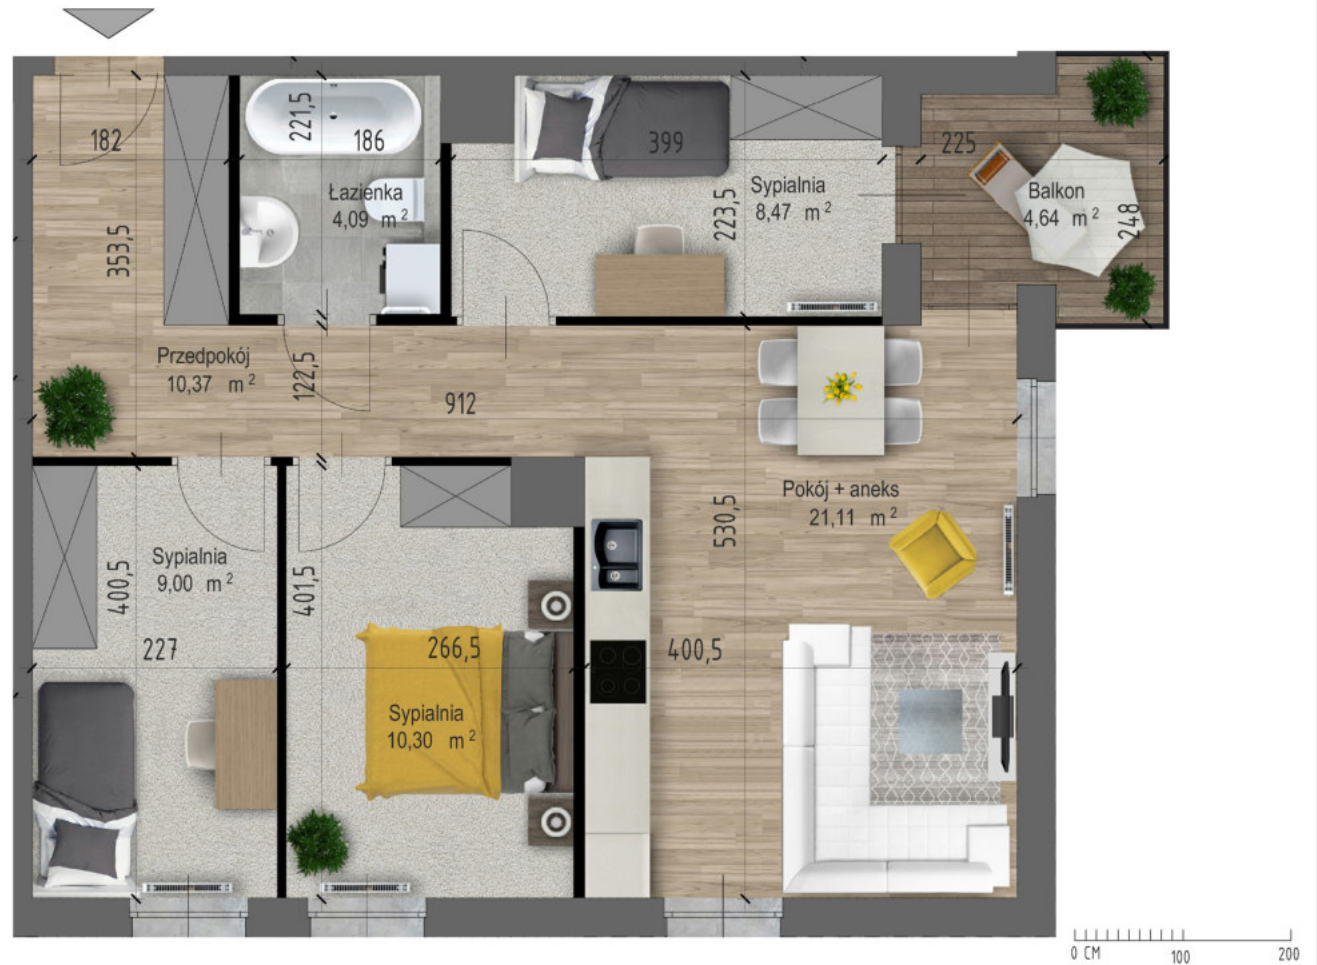 182
221,5
186
399
225
Łazienka
4,09 m²
223,5
Sypialnia
8,47 m²
Balkon
4,64 m²
248
353,5
Przedpokój
10,37 m²
122,5
912
Pokój + aneks
21,11 m²
530,5
Sypialnia
9,00 m²
400,5
401,5
227
266,5
400,5
Sypialnia
10,30 m²
0 CM 100 200